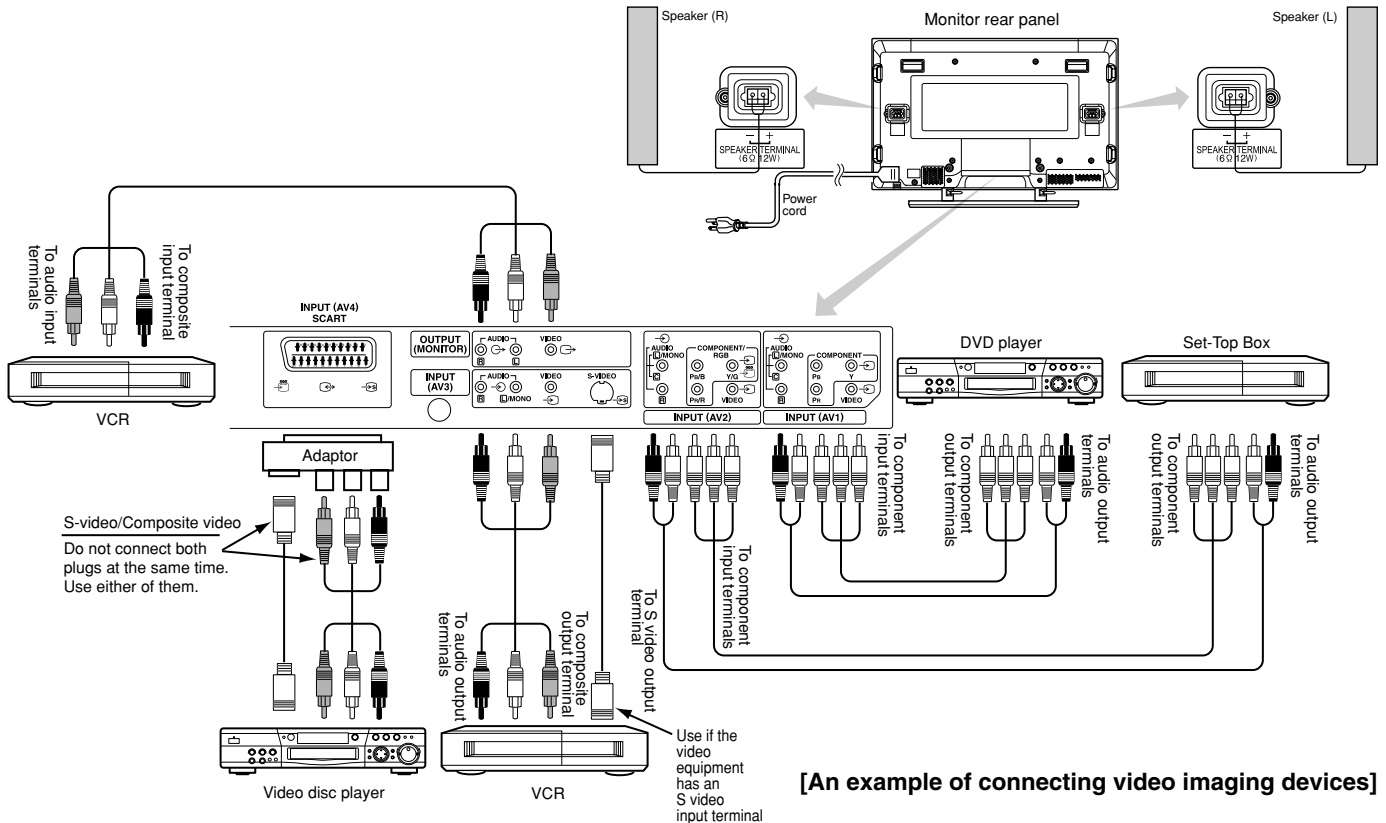 Speaker (R)
Monitor rear panel
Speaker (L)
− +
SPEAKER TERMINAL
(6Ω 12W)
− +
SPEAKER TERMINAL
(6Ω 12W)
Power
cord
To audio input
terminals
To composite
input terminal
VCR
INPUT (AV4)
SCART
OUTPUT
(MONITOR)
AUDIO
R
L
VIDEO
INPUT
(AV3)
AUDIO
R
L/MONO
VIDEO
S-VIDEO
AUDIO
L/MONO
R
COMPONENT/
RGB
PB/B
Y/G
PR/R
VIDEO
INPUT (AV2)
AUDIO
L/MONO
R
COMPONENT
PB
Y
PR
VIDEO
INPUT (AV1)
DVD player
Set-Top Box
Adaptor
S-video/Composite video
Do not connect both
plugs at the same time.
Use either of them.
Video disc player
To audio output
terminals
To composite
output terminal
VCR
To S video output
terminal
Use if the
video
equipment
has an
S video
input terminal
To component
input terminals
To component
input terminals
To component
output terminals
To audio output
terminals
To component
output terminals
To audio output
terminals
[An example of connecting video imaging devices]